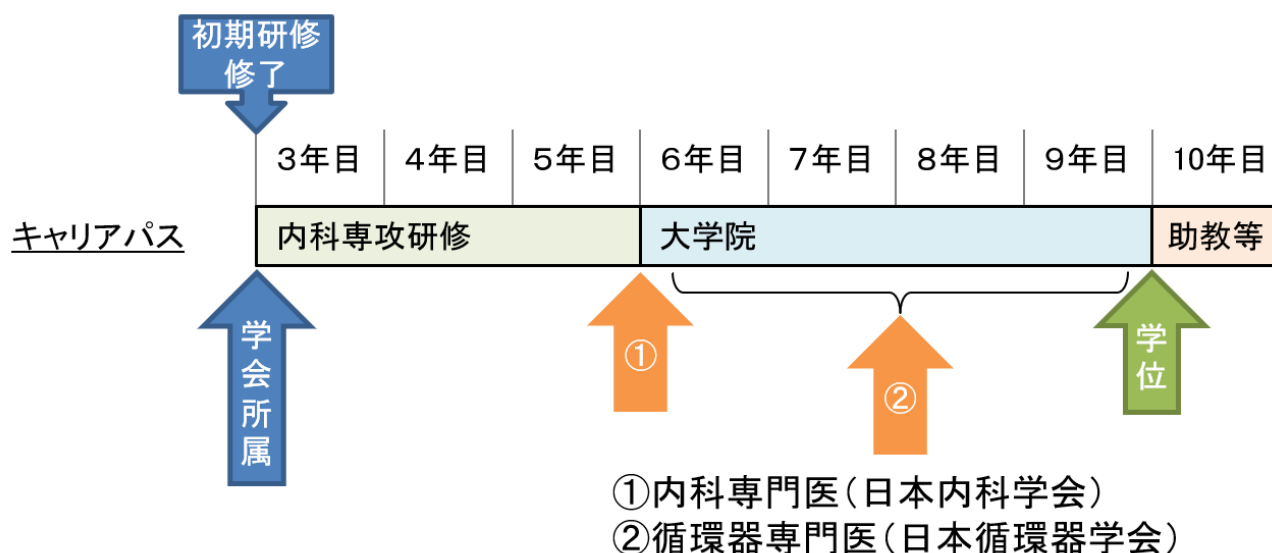 初期研修
修了
３年目
４年目
５年目
６年目
７年目
８年目
９年目
10年目
キャリアパス
内科専攻研修
大学院
助教等
学会所属
①
②
学位
①内科専門医（日本内科学会）
②循環器専門医（日本循環器学会）